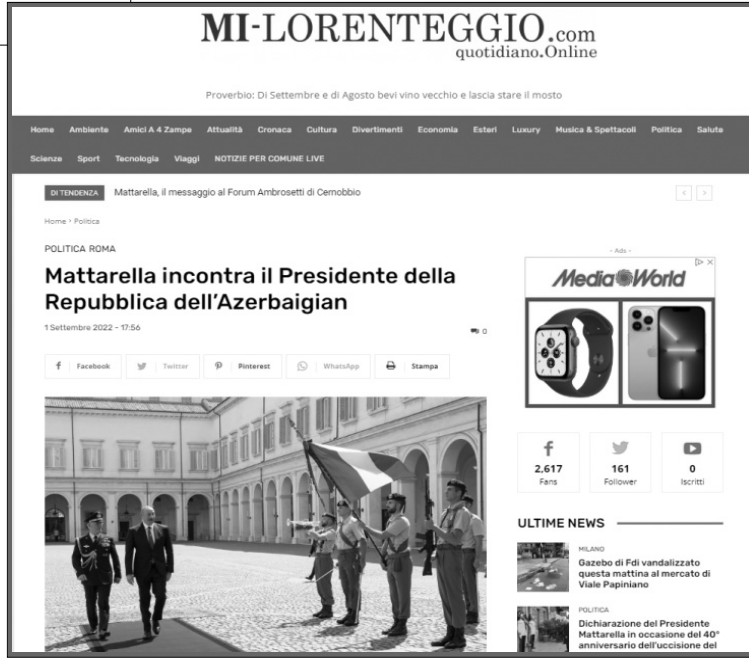 MI-LORENTEGGIO.com
quotidiano.Online
Proverbio: Di Settembre e di Agosto bevi vino vecchio e lascia stare il mosto
Home Ambiente Amici A 4 Zampe Attualità Cronaca Cultura Divertimenti Economia Esteri Luxury Musica & Spettacoli Politica Salute
Scienze Sport Tecnologia Viaggi NOTIZIE PER COMUNE LIVE
DI TENDENZA Mattarella, il messaggio al Forum Ambrosetti di Cernobbio
Home › Politica
POLITICA ROMA
Mattarella incontra il Presidente della
Repubblica dell'Azerbaigian
1 Settembre 2022 - 17:56
0
Facebook Twitter Pinterest WhatsApp Stampa
- Ads -
MediaWorld
2,617
Fans
161
Follower
0
Iscritti
ULTIME NEWS
MILANO
Gazebo di Fdi vandalizzato
questa mattina al mercato di
Viale Papiniano
POLITICA
Dichiarazione del Presidente
Mattarella in occasione del 40°
anniversario dell'uccisione del